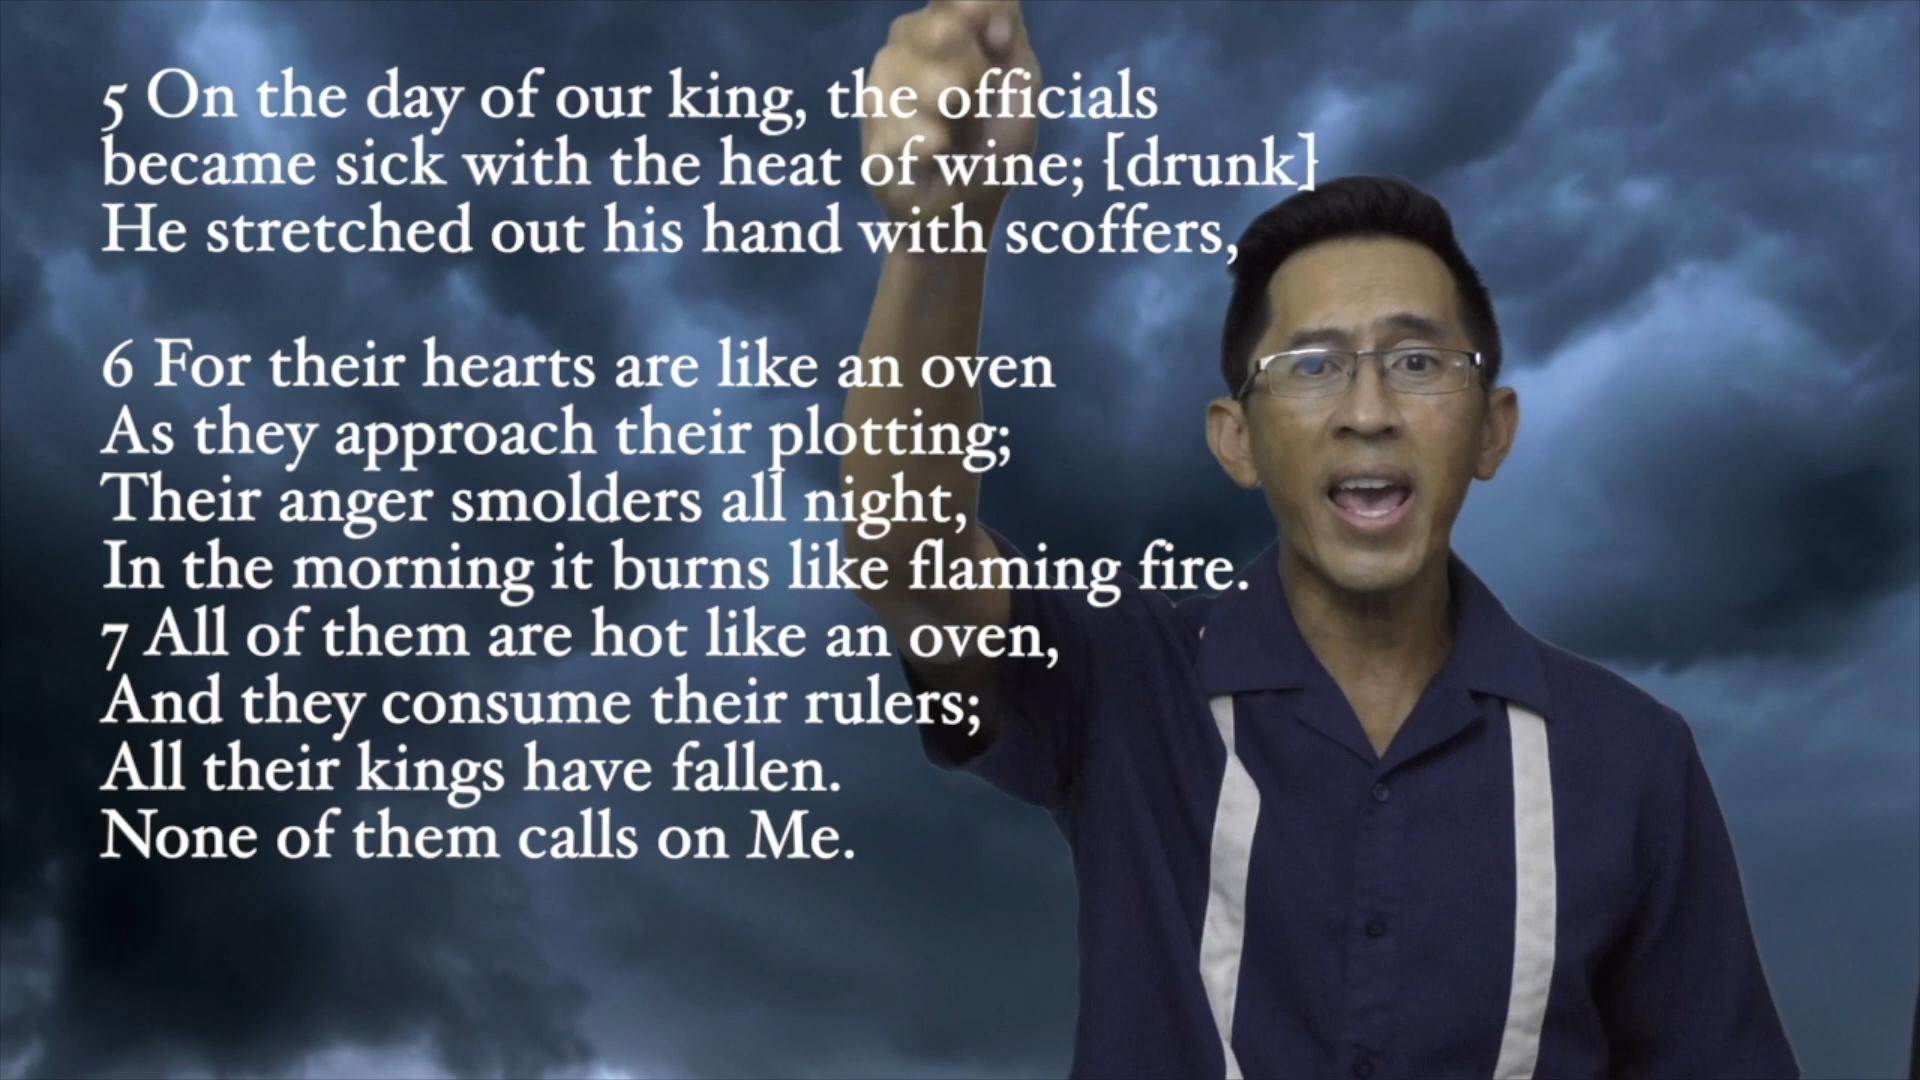 5 On the day of our king, the officials
became sick with the heat of wine; [drunk]
He stretched out his hand with scoffers,
6 For their hearts are like an oven
As they approach their plotting;
Their anger smolders all night,
In the morning it burns like flaming fire.
7 All of them are hot like an oven,
And they consume their rulers;
All their kings have fallen.
None of them calls on Me.